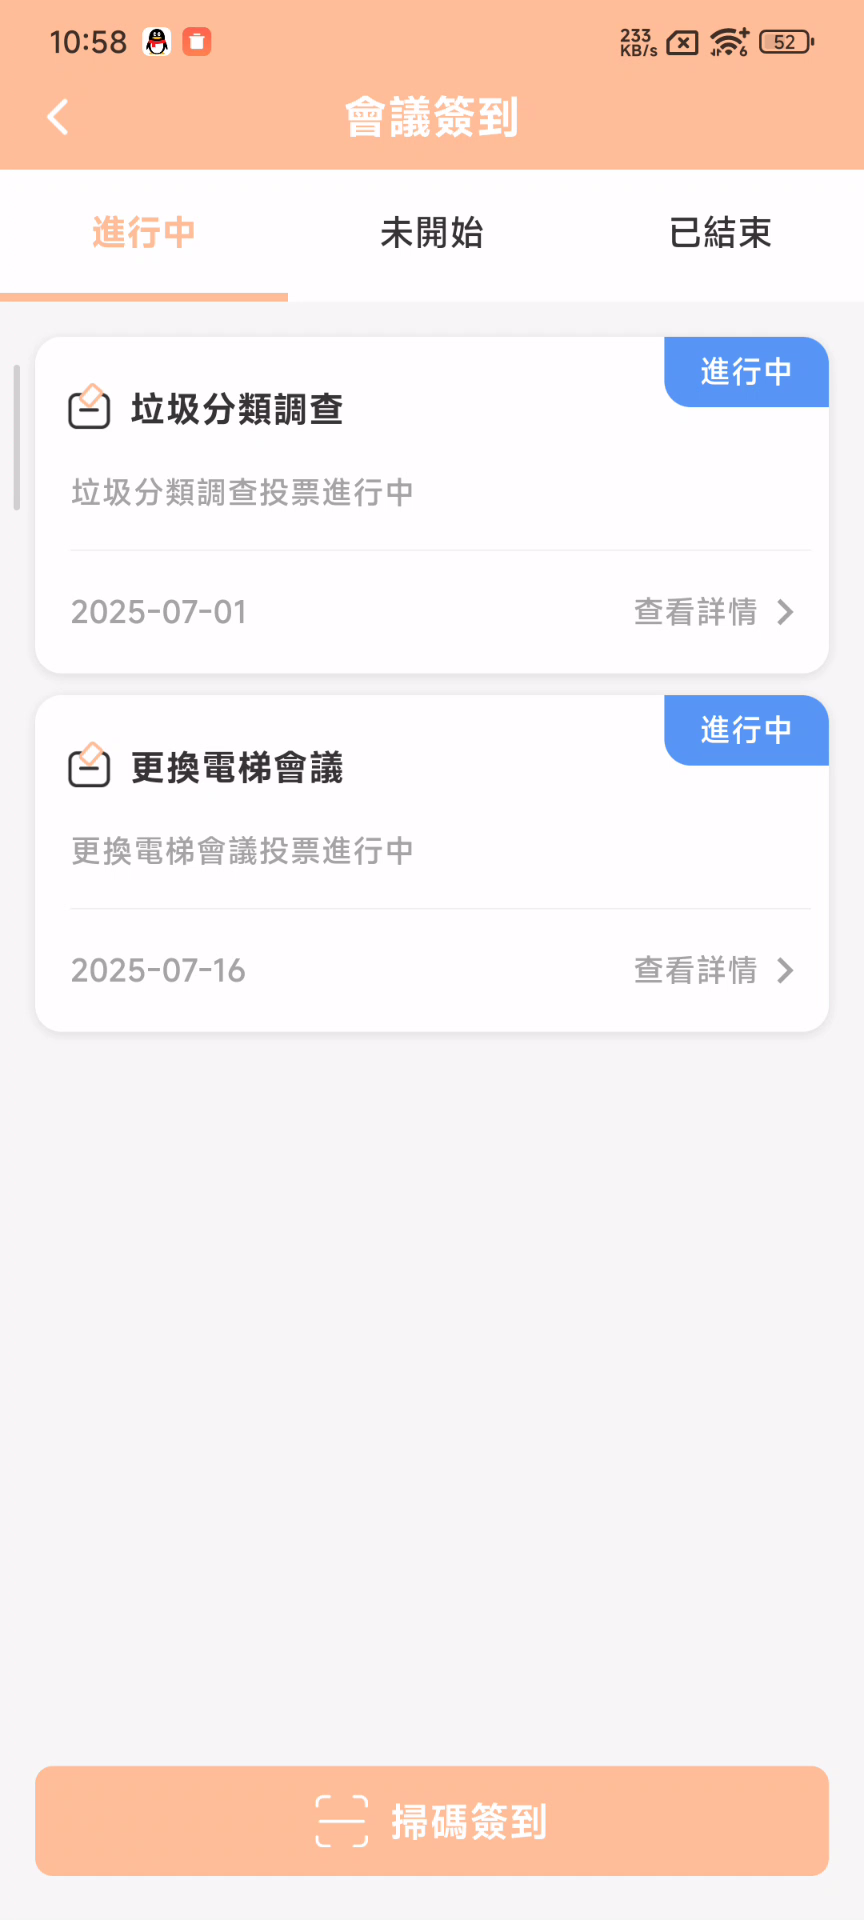 10:58
233
KB/s
6
52
會議簽到
進行中 未開始 已結束
進行中
垃圾分類調查
垃圾分類調查投票進行中
2025-07-01 查看詳情
進行中
更換電梯會議
更換電梯會議投票進行中
2025-07-16 查看詳情
掃碼簽到